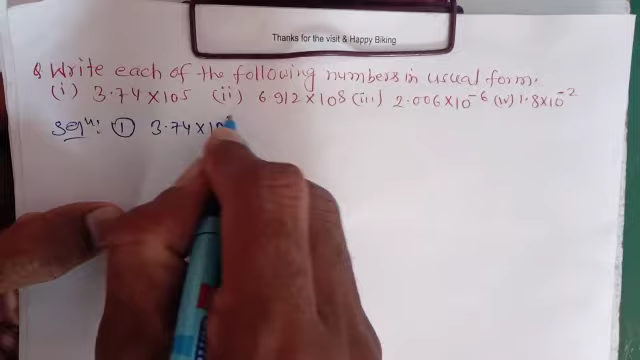 Thanks for the visit & Happy Biking
Q Write each of the following numbers in usual form.
(i) 3.74×10⁵ (ii) 6.912×10⁸ (iii) 2.006×10⁻⁶ (iv) 1.8×10⁻²
Solⁿ: ① 3.74×10